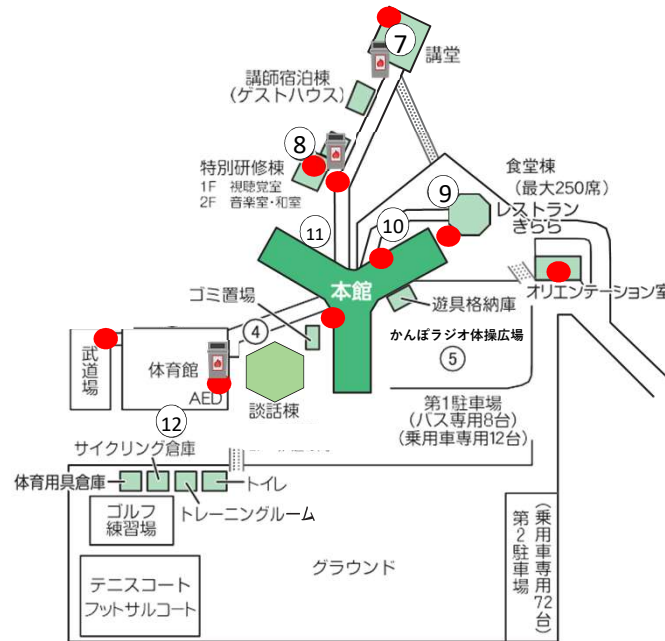 ⑦
講堂
講師宿泊棟
(ゲストハウス)
⑧
特別研修棟
1F 視聴覚室
2F 音楽室・和室
食堂棟
(最大250席)
⑨
レストラン
きらら
⑪
⑩
本館
オリエンテーション室
ゴミ置場
遊具格納庫
④
かんぽラジオ体操広場
⑤
武道場
体育館
AED
談話棟
第1駐車場
(バス専用8台)
(乗用車専用12台)
⑫
サイクリング倉庫
体育用具倉庫
トイレ
ゴルフ
練習場
トレーニングルーム
グラウンド
テニスコート
フットサルコート
第2駐車場
(乗用車専用72台)